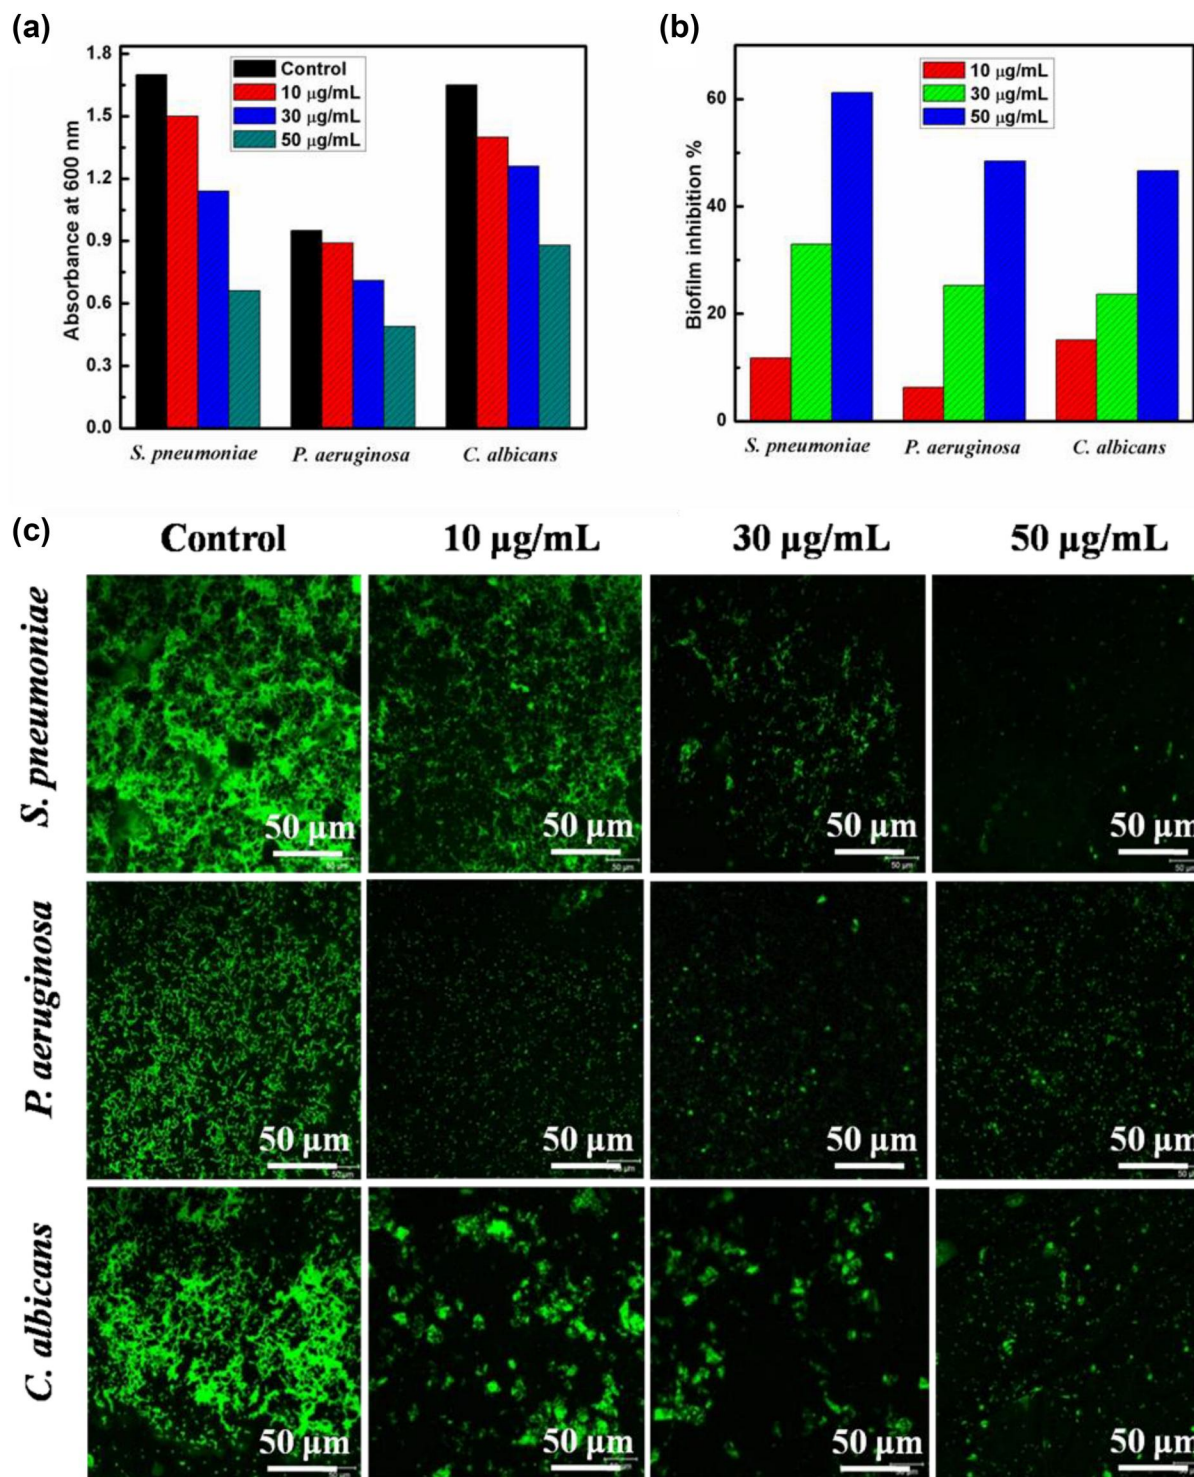 (a)
Absorbance at 600 nm
1.8
1.5
1.2
0.9
0.6
0.3
0.0
Control
10 µg/mL
30 µg/mL
50 µg/mL
S. pneumoniae
P. aeruginosa
C. albicans
(b)
Biofilm inhibition %
60
40
20
0
10 µg/mL
30 µg/mL
50 µg/mL
S. pneumoniae
P. aeruginosa
C. albicans
(c)
Control
10 µg/mL
30 µg/mL
50 µg/mL
S. pneumoniae
50 µm
50 µm
50 µm
50 µm
P. aeruginosa
50 µm
50 µm
50 µm
50 µm
C. albicans
50 µm
50 µm
50 µm
50 µm